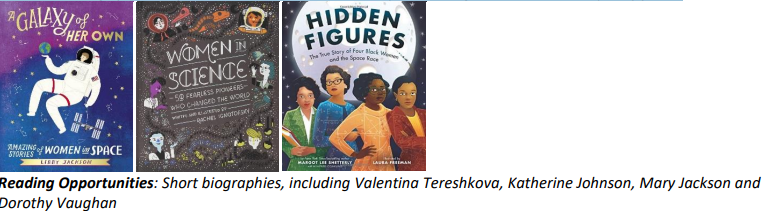 A GALAXY of
HER OWN
AMAZING
STORIES of WOMEN in SPACE
LIBBY JACKSON
WOMEN IN
SCIENCE
50 FEARLESS PIONEERS
WHO CHANGED THE WORLD
WRITTEN AND ILLUSTRATED BY
RACHEL IGNOTOFSKY
HIDDEN
FIGURES
The True Story of Four Black Women
and the Space Race
MARGOT LEE SHETTERLY
LAURA FREEMAN
Reading Opportunities: Short biographies, including Valentina Tereshkova, Katherine Johnson, Mary Jackson and
Dorothy Vaughan